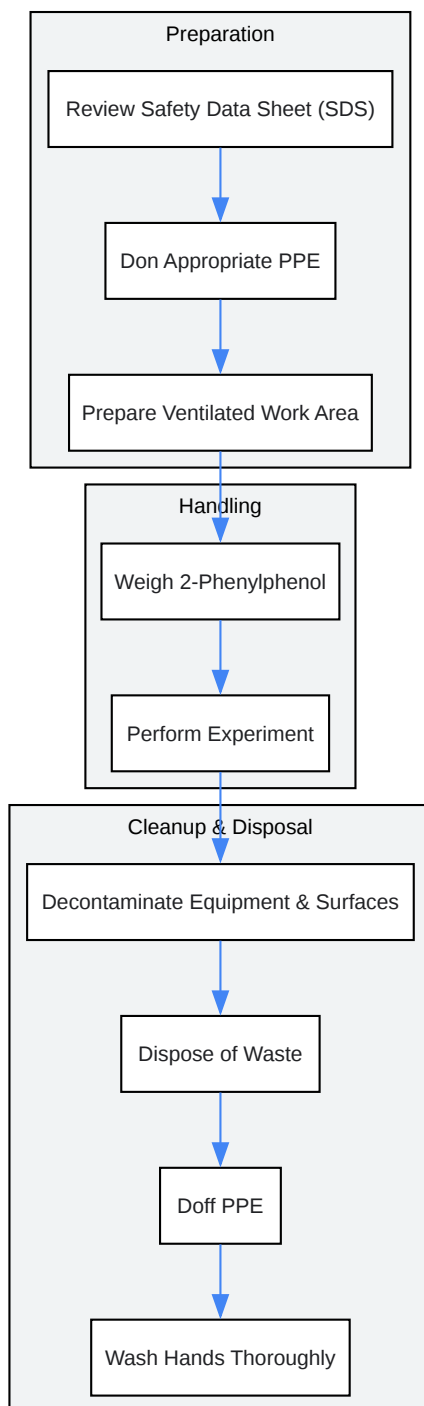 Preparation
Review Safety Data Sheet (SDS)
Don Appropriate PPE
Prepare Ventilated Work Area
Handling
Weigh 2-Phenylphenol
Perform Experiment
Cleanup & Disposal
Decontaminate Equipment & Surfaces
Dispose of Waste
Doff PPE
Wash Hands Thoroughly